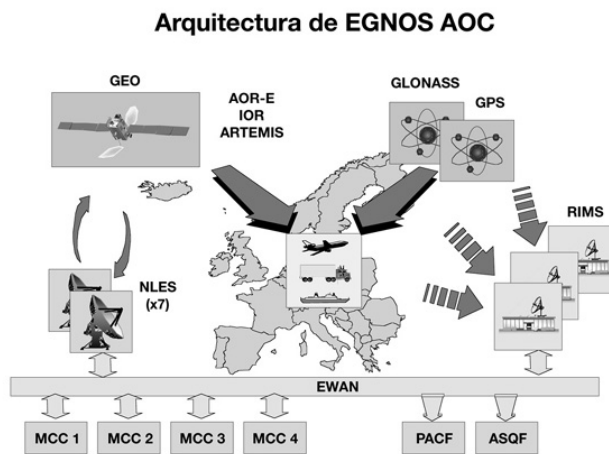 Arquitectura de EGNOS AOC
GEO
AOR-E
IOR
ARTEMIS
GLONASS
GPS
RIMS
NLES
(x7)
EWAN
MCC 1
MCC 2
MCC 3
MCC 4
PACF
ASQF